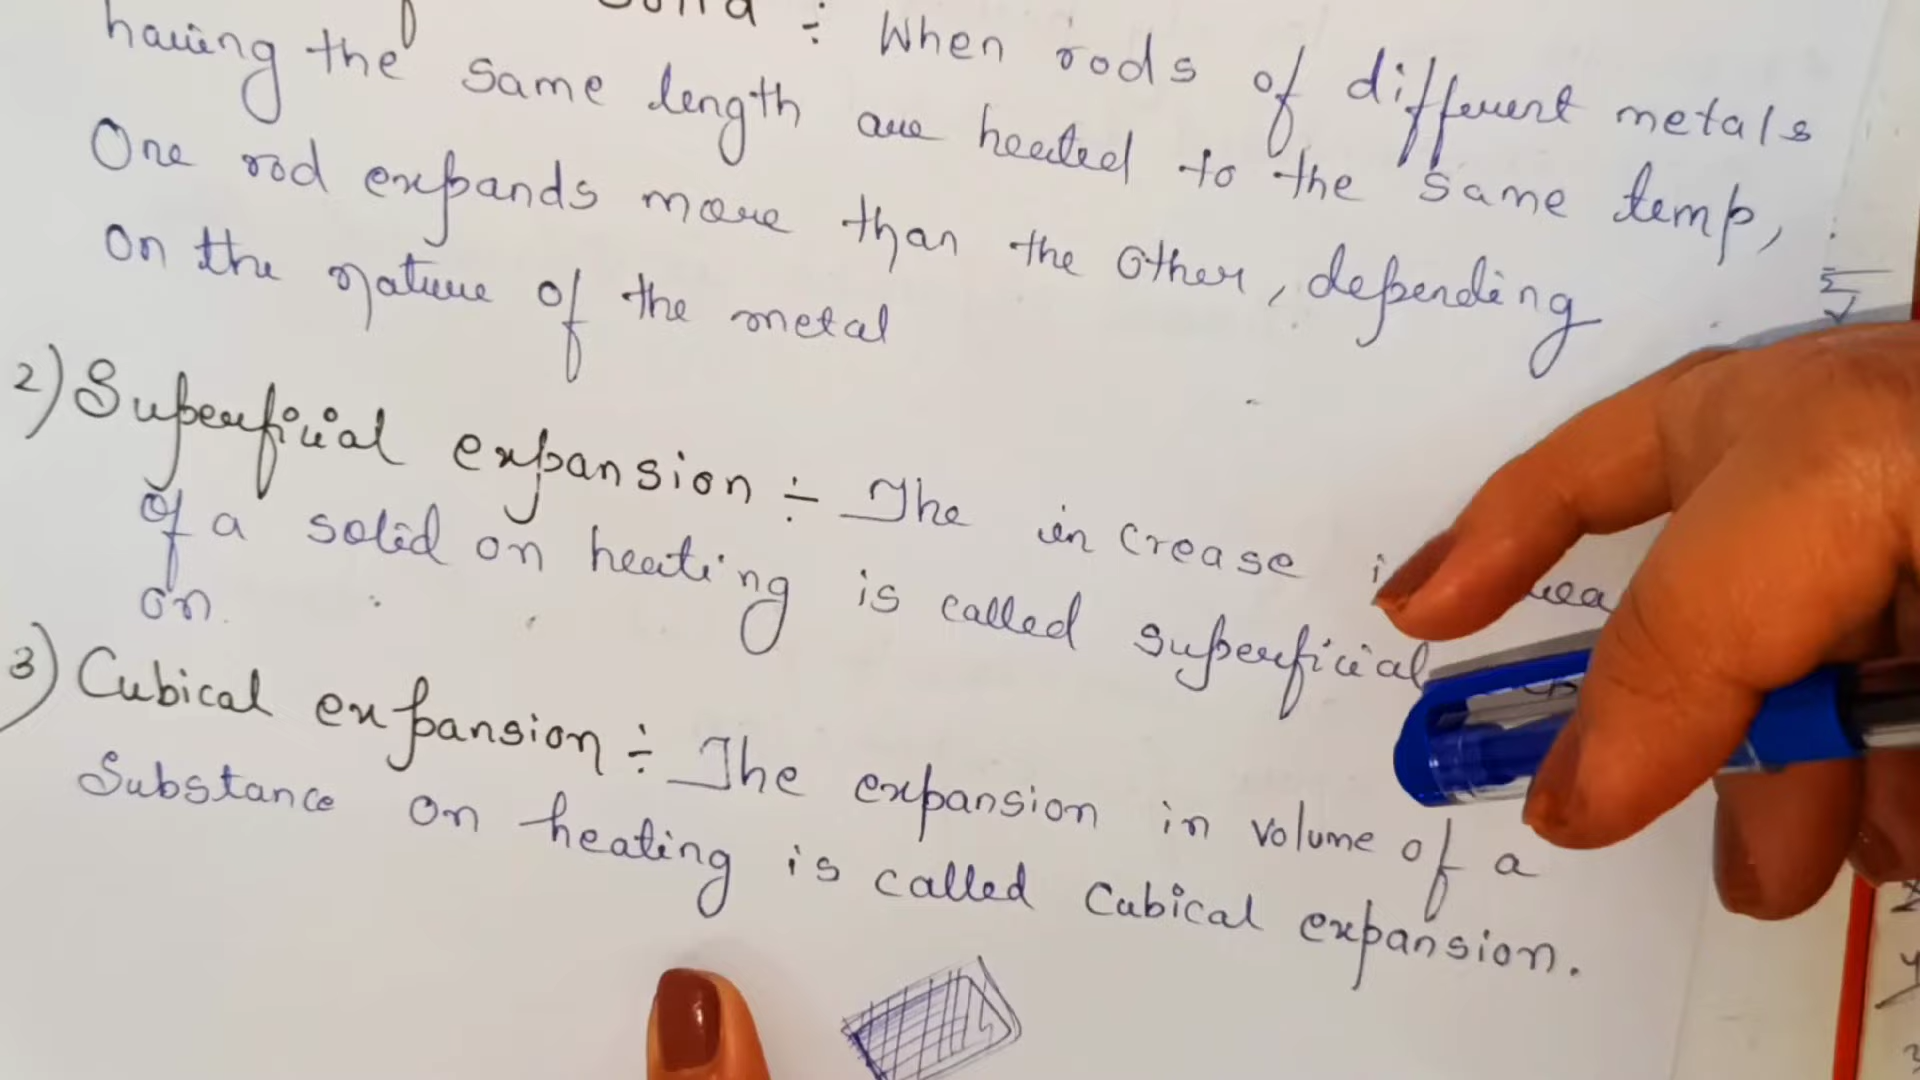 Solid ÷ When rods of different metals
having the same length are heated to the same temp,
One rod expands more than the other, depending
on the nature of the metal
2) Superficial expansion ÷ The increase
of a solid on heating is called superficial
on.
3) Cubical expansion ÷ The expansion in volume of a
Substance on heating is called Cubical expansion.